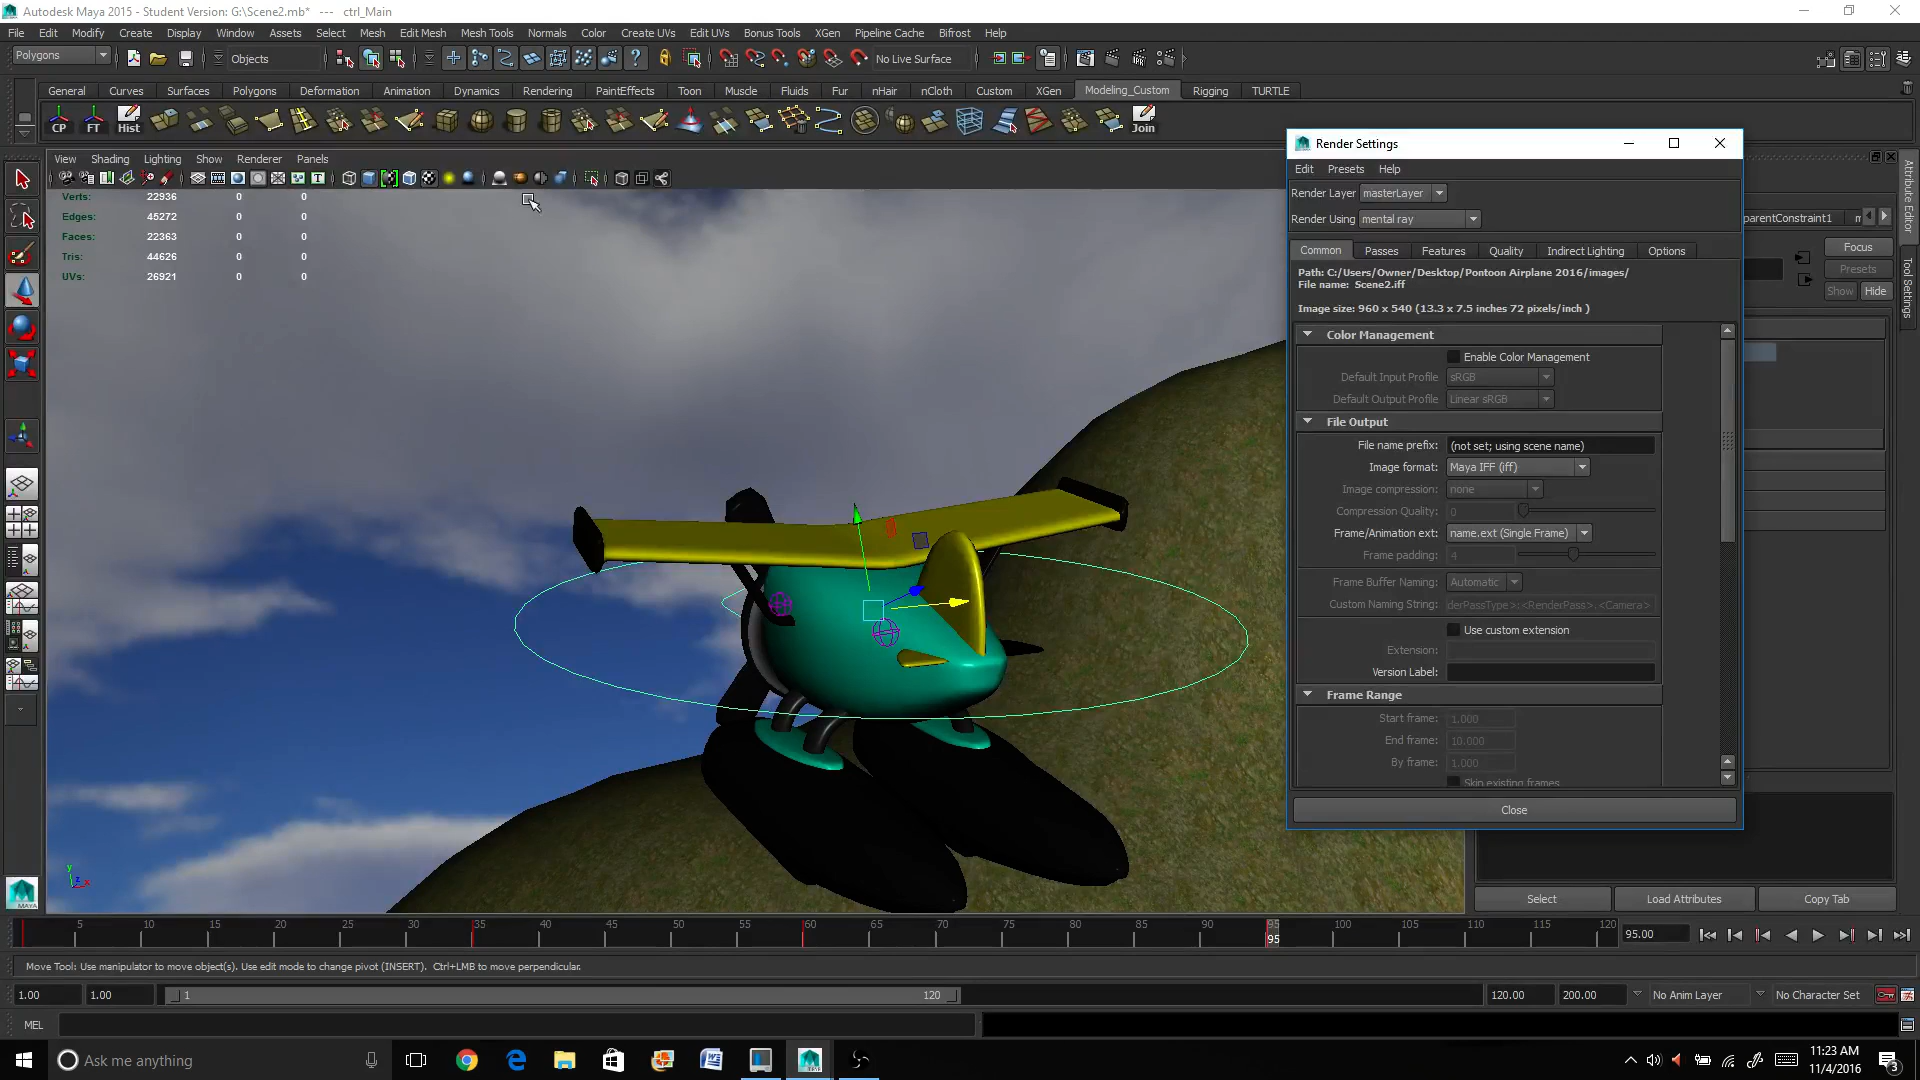 Autodesk Maya 2015 - Student Version: G:\Scene2.mb* --- ctrl_Main
File Edit Modify Create Display Window Assets Select Mesh Edit Mesh Mesh Tools Normals Color Create UVs Edit UVs Bonus Tools XGen Pipeline Cache Bifrost Help
Polygons Objects No Live Surface
General Curves Surfaces Polygons Deformation Animation Dynamics Rendering PaintEffects Toon Muscle Fluids Fur nHair nCloth Custom XGen Modeling_Custom Rigging TURTLE
CP FT Hist Join
View Shading Lighting Show Renderer Panels
Verts: 22936 0 0
Edges: 45272 0 0
Faces: 22363 0 0
Tris: 44626 0 0
UVs: 26921 0 0
Render Settings
Edit Presets Help
Render Layer masterLayer
Render Using mental ray
Common Passes Features Quality Indirect Lighting Options
Path: C:/Users/Owner/Desktop/Pontoon Airplane 2016/images/
File name: Scene2.iff
Image size: 960 x 540 (13.3 x 7.5 inches 72 pixels/inch )
Color Management
Enable Color Management
Default Input Profile sRGB
Default Output Profile Linear sRGB
File Output
File name prefix: (not set; using scene name)
Image format: Maya IFF (iff)
Image compression: none
Compression Quality: 0
Frame/Animation ext: name.ext (Single Frame)
Frame padding: 4
Frame Buffer Naming: Automatic
Custom Naming String: derPassType>:<RenderPass>.<Camera>
Use custom extension
Extension:
Version Label:
Frame Range
Start frame: 1.000
End frame: 10.000
By frame: 1.000
Skip existing frames
Close
parentConstraint1
Focus
Presets
Show Hide
Attribute Editor
Tool Settings
Select Load Attributes Copy Tab
y
z x
MAYA
5 10 15 20 25 30 35 40 45 50 55 60 65 70 75 80 85 90 95 100 105 110 115 120
95
95.00
Move Tool: Use manipulator to move object(s). Use edit mode to change pivot (INSERT). Ctrl+LMB to move perpendicular.
1.00 1.00 1 120 120.00 200.00 No Anim Layer No Character Set
MEL
Ask me anything
11:23 AM
11/4/2016
3